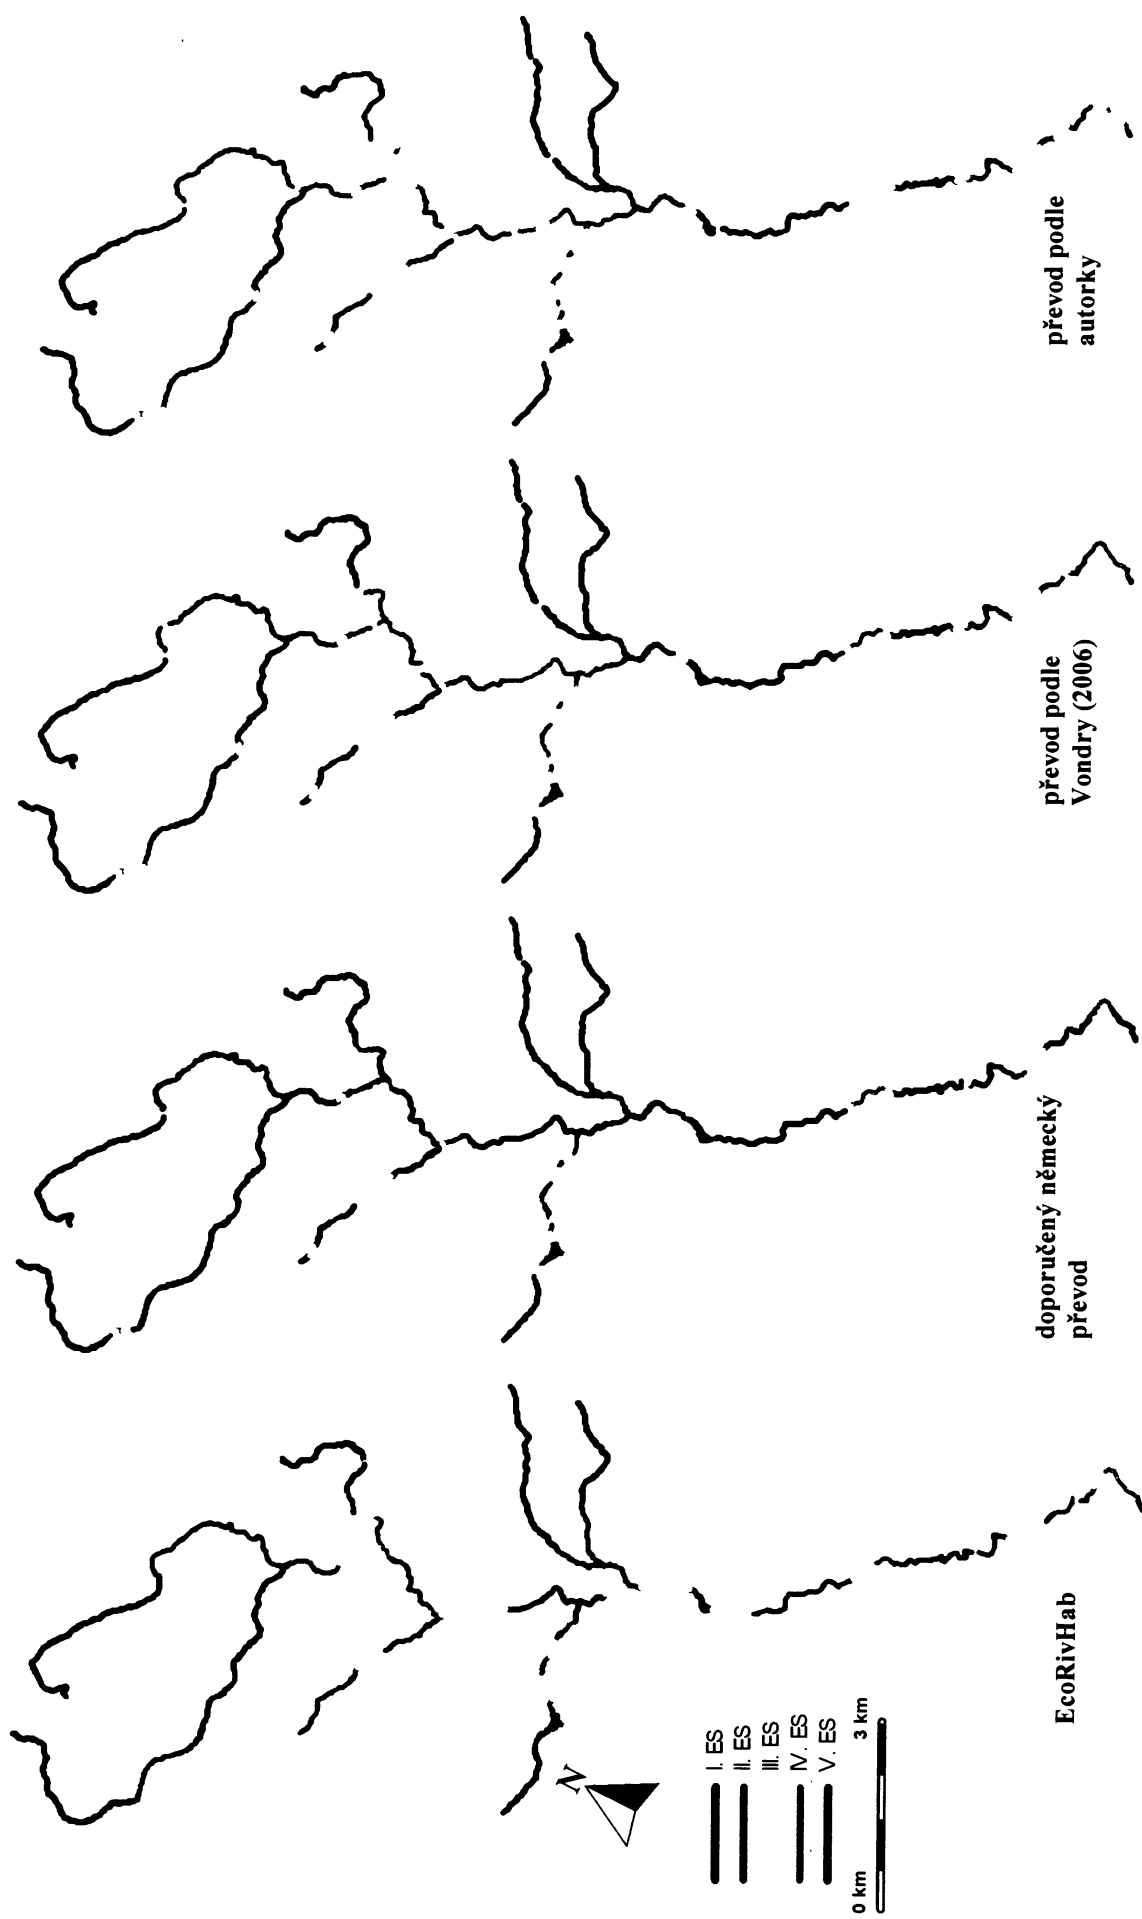 N
I. ES
II. ES
III. ES
IV. ES
V. ES
0 km
3 km
EcoRivHab
doporučený německý
převod
převod podle
Vondry (2006)
převod podle
autorky